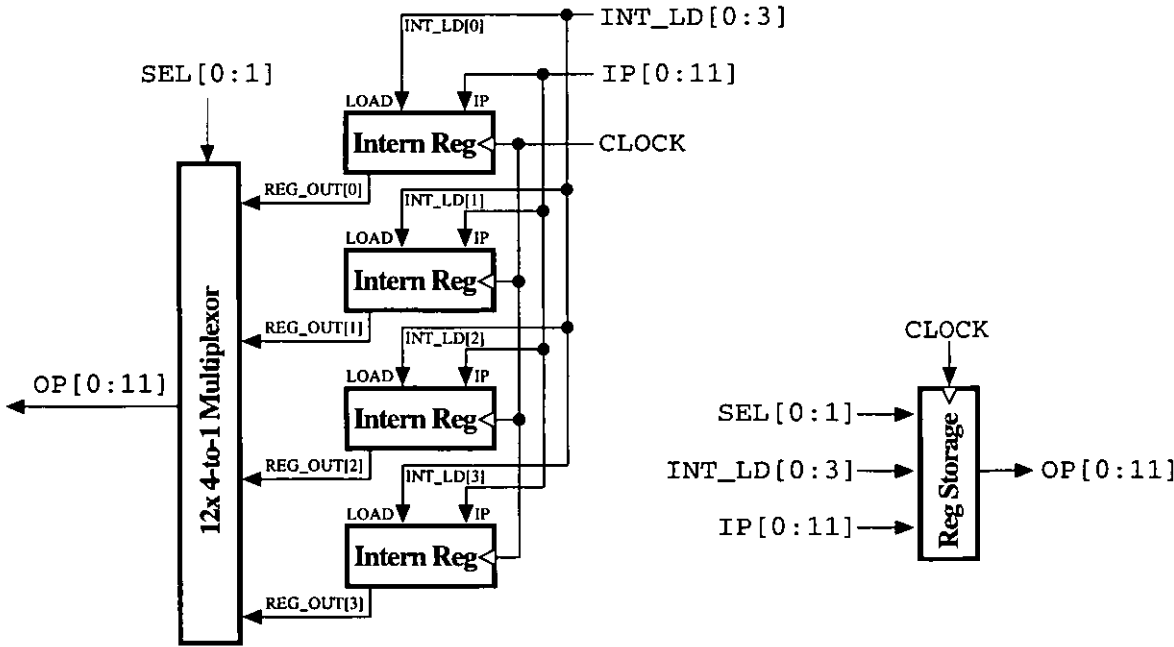 INT_LD[0:3]
INT_LD[0]
SEL[0:1]
IP[0:11]
LOAD IP
Intern Reg
CLOCK
REG_OUT[0]
INT_LD[1]
LOAD IP
Intern Reg
REG_OUT[1]
INT_LD[2]
LOAD IP
Intern Reg
REG_OUT[2]
INT_LD[3]
LOAD IP
Intern Reg
REG_OUT[3]
12x 4-to-1 Multiplexor
OP[0:11]
CLOCK
SEL[0:1]
INT_LD[0:3]
IP[0:11]
Reg Storage
OP[0:11]